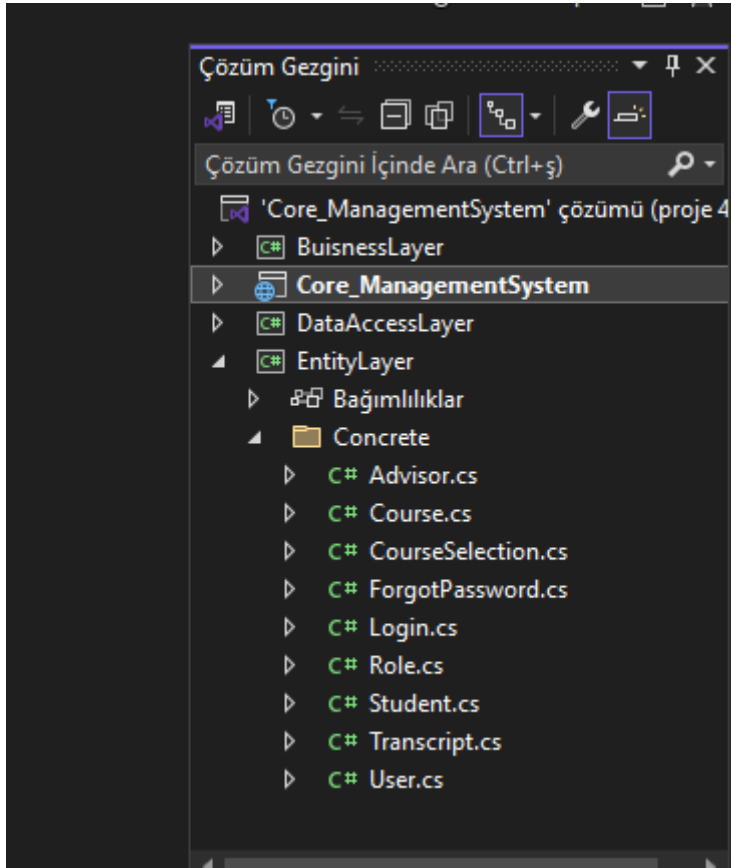 Çözüm Gezgini
Çözüm Gezgini İçinde Ara (Ctrl+ş)
'Core_ManagementSystem' çözümü (proje 4
C# BuisnessLayer
Core_ManagementSystem
C# DataAccessLayer
C# EntityLayer
Bağımlılıklar
Concrete
C# Advisor.cs
C# Course.cs
C# CourseSelection.cs
C# ForgotPassword.cs
C# Login.cs
C# Role.cs
C# Student.cs
C# Transcript.cs
C# User.cs